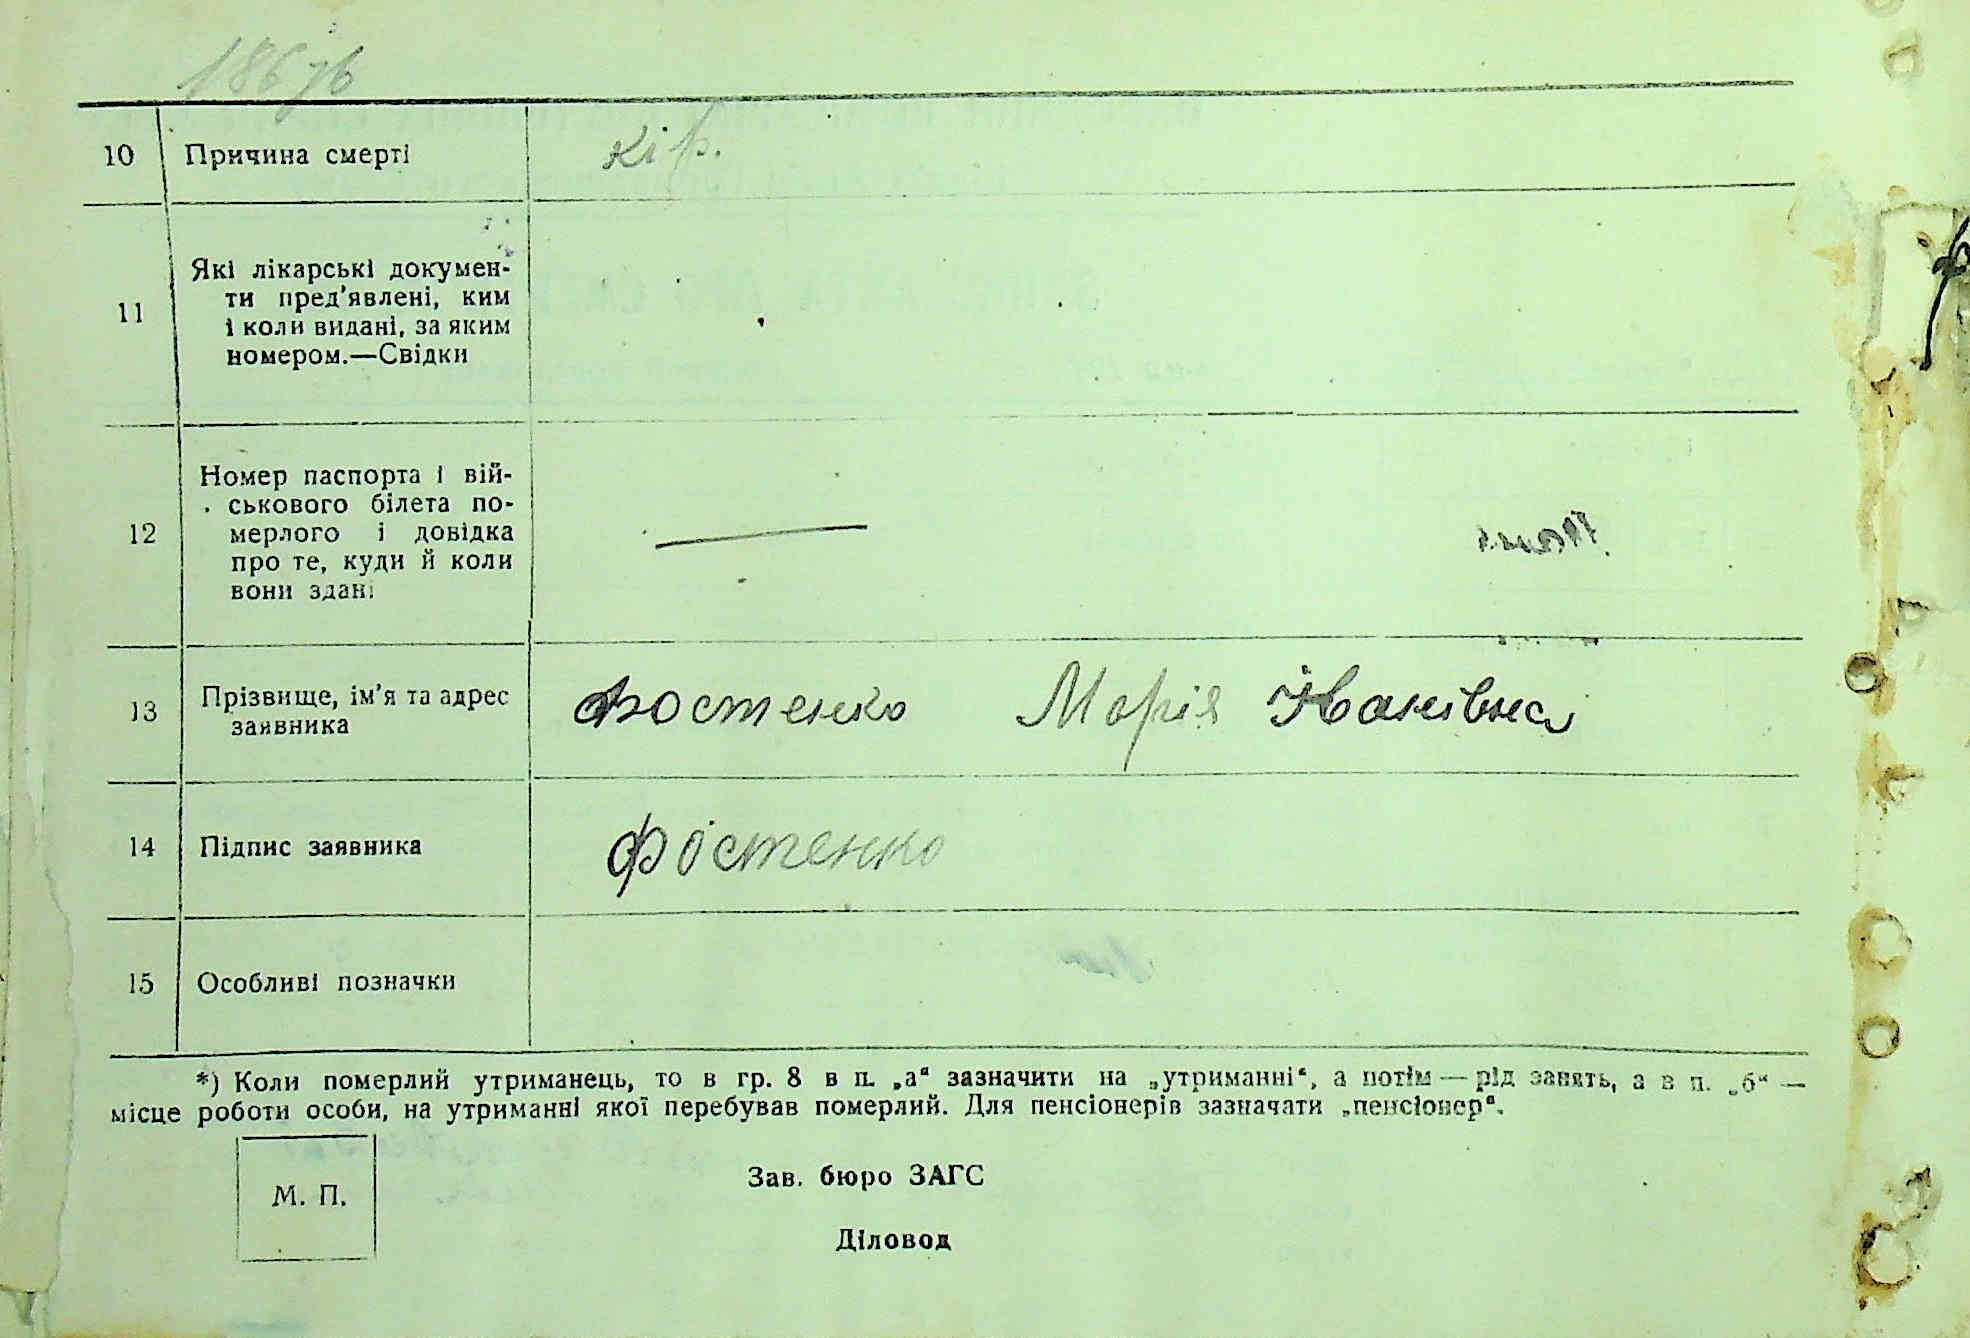 186 зв
10 Причина смерті кір.
11 Які лікарські докумен-
ти пред'явлені, ким
і коли видані, за яким
номером.—Свідки
12 Номер паспорта і вій-
ськового білета по-
мерлого і довідка
про те, куди й коли
вони здані
13 Прізвище, ім'я та адрес
заявника
Фостенко Марія Іванівна
14 Підпис заявника Фостенко
15 Особливі позначки
*) Коли померлий утриманець, то в гр. 8 в п. „а“ зазначити на „утриманні“, а потім — рід занять, а в п. „б“ —
місце роботи особи, на утриманні якої перебував померлий. Для пенсіонерів зазначати „пенсіонер“.
М. П.
Зав. бюро ЗАГС
Діловод